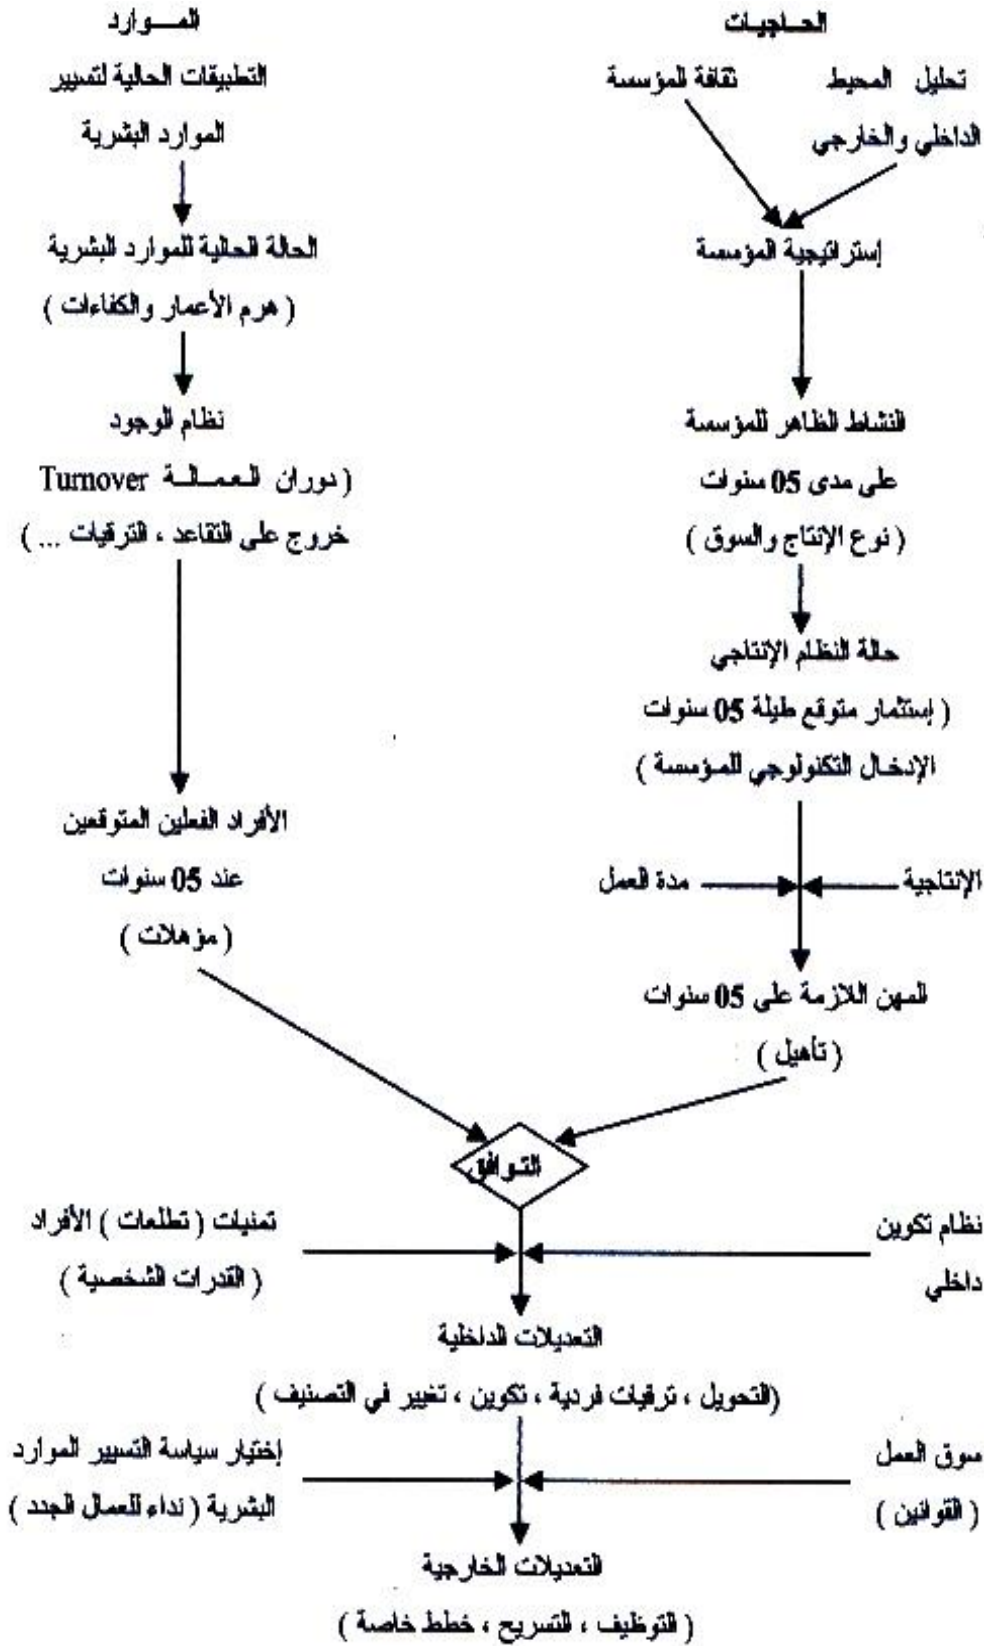 الحـاجيـات
تحليل المحيط
الداخلي والخارجي
ثقافة المؤسسة
إستراتيجية المؤسسة
النشاط الظاهر للمؤسسة
على مدى 05 سنوات
( نوع الإنتاج والسوق )
حالة النظام الإنتاجي
( إستثمار متوقع طيلة 05 سنوات
الإدخال التكنولوجي للمؤسسة )
الإنتاجية
مدة العمل
المهن اللازمة على 05 سنوات
( تأهيل )
المــوارد
التطبيقات الحالية لتسيير
الموارد البشرية
الحالة الحالية للموارد البشرية
( هرم الأعمار والكفاءات )
نظام الوجود
( دوران العمــالــة Turnover
خروج على التقاعد ، الترقيات ... )
الأفراد الفعلين المتوقعين
عند 05 سنوات
( مؤهلات )
التـوافق
نظام تكوين
داخلي
تمنيات ( تطلعات ) الأفراد
( القدرات الشخصية )
التعديلات الداخلية
(التحويل ، ترقيات فردية ، تكوين ، تغيير في التصنيف )
سوق العمل
( القوانين )
إختيار سياسة التسيير الموارد
البشرية ( نداء للعمال الجدد )
التعديلات الخارجية
( التوظيف ، التسريح ، خطط خاصة )